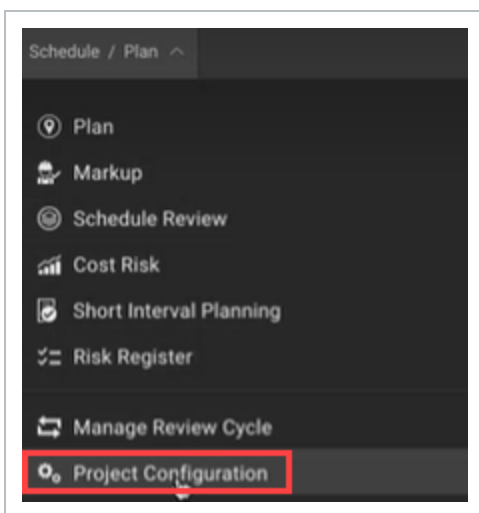 Schedule / Plan
Plan
Markup
Schedule Review
Cost Risk
Short Interval Planning
Risk Register
Manage Review Cycle
Project Configuration